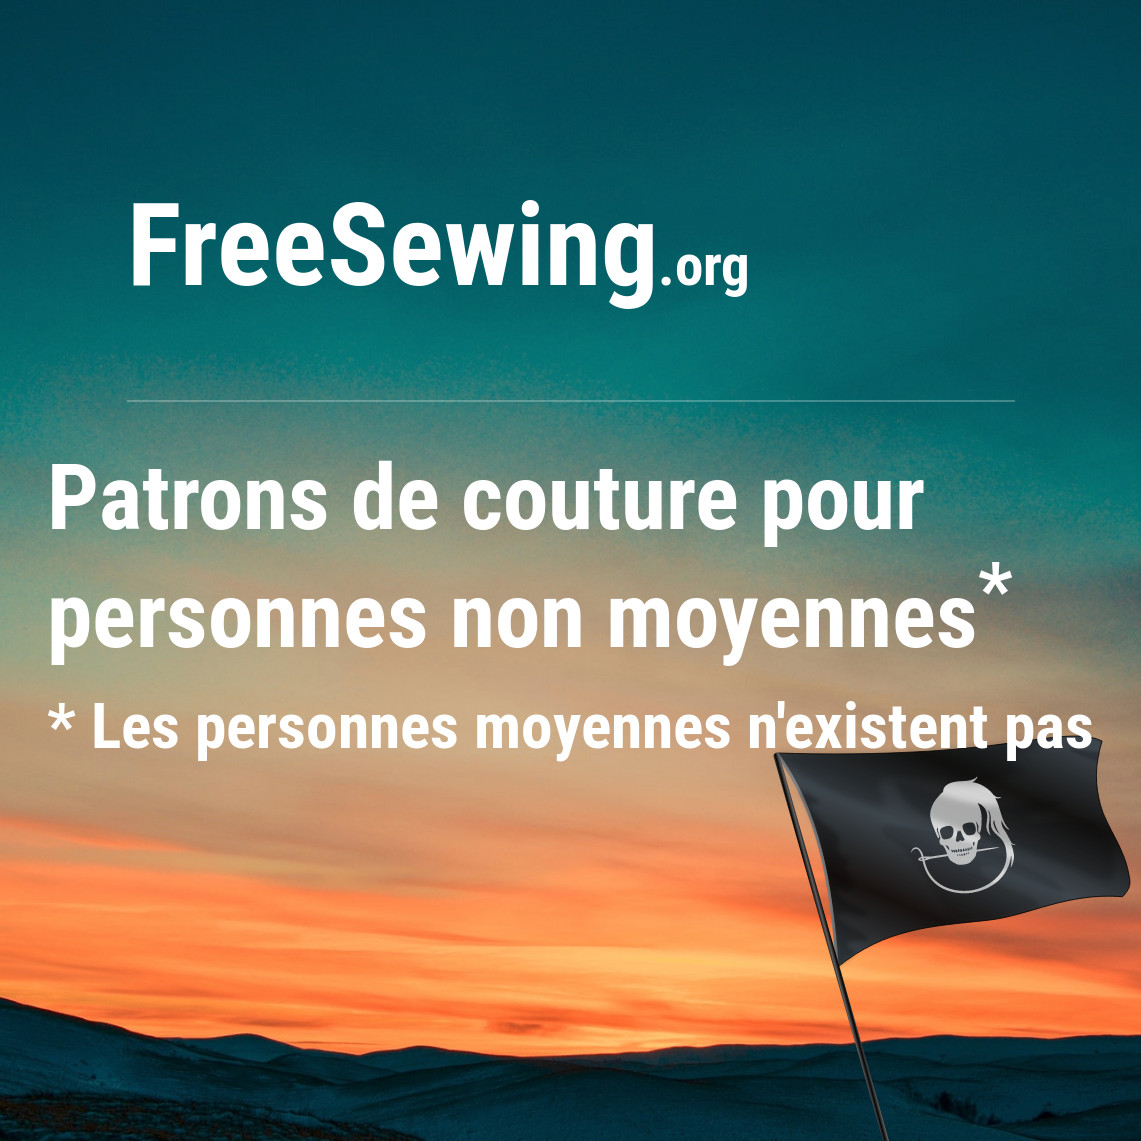 FreeSewing.org
Patrons de couture pour
personnes non moyennes*
* Les personnes moyennes n'existent pas